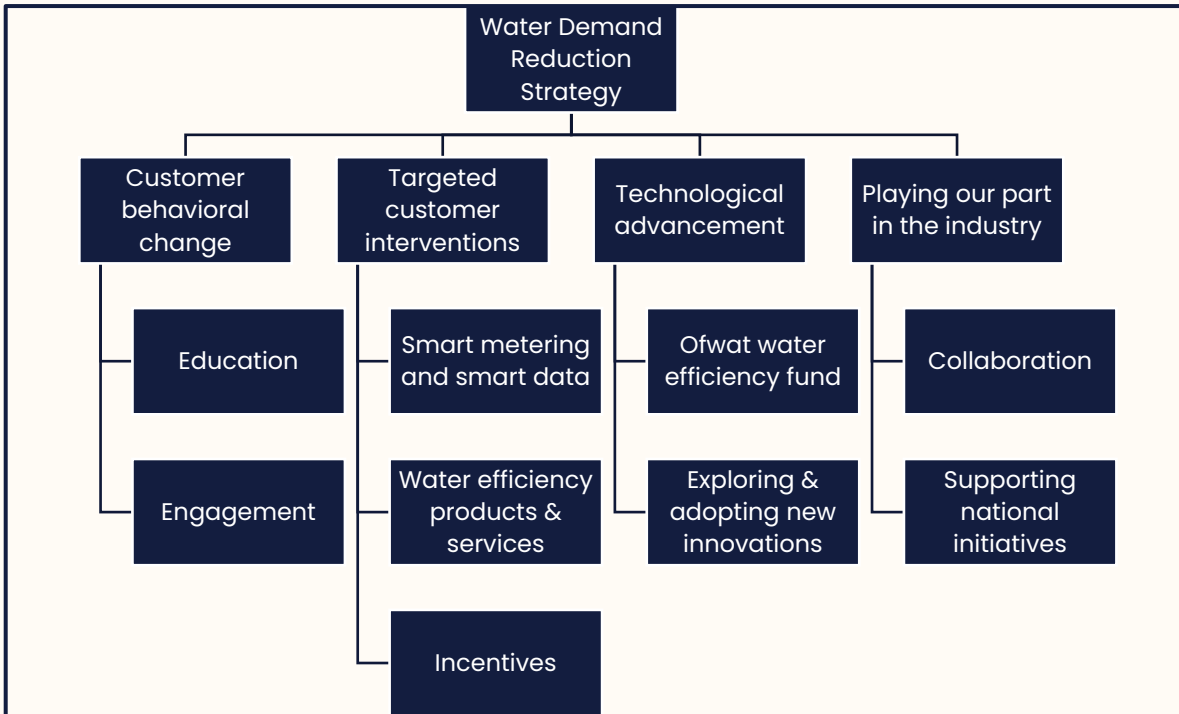 Water Demand
Reduction
Strategy
Customer
behavioral
change
Targeted
customer
interventions
Technological
advancement
Playing our part
in the industry
Education
Smart metering
and smart data
Ofwat water
efficiency fund
Collaboration
Engagement
Water efficiency
products &
services
Exploring &
adopting new
innovations
Supporting
national
initiatives
Incentives